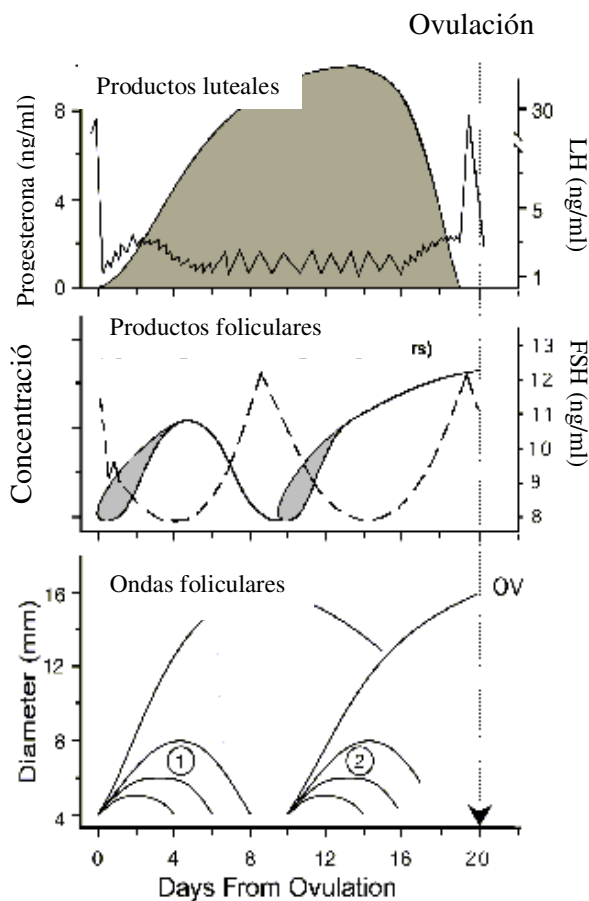 Ovulación
Productos luteales
Progesterona (ng/ml)
8
4
0
30
5
1
LH (ng/ml)
Productos foliculares
rs)
Concentració
13
12
11
10
9
8
FSH (ng/ml)
Ondas foliculares
OV
Diameter (mm)
16
12
8
4
1
2
0 4 8 12 16 20
Days From Ovulation